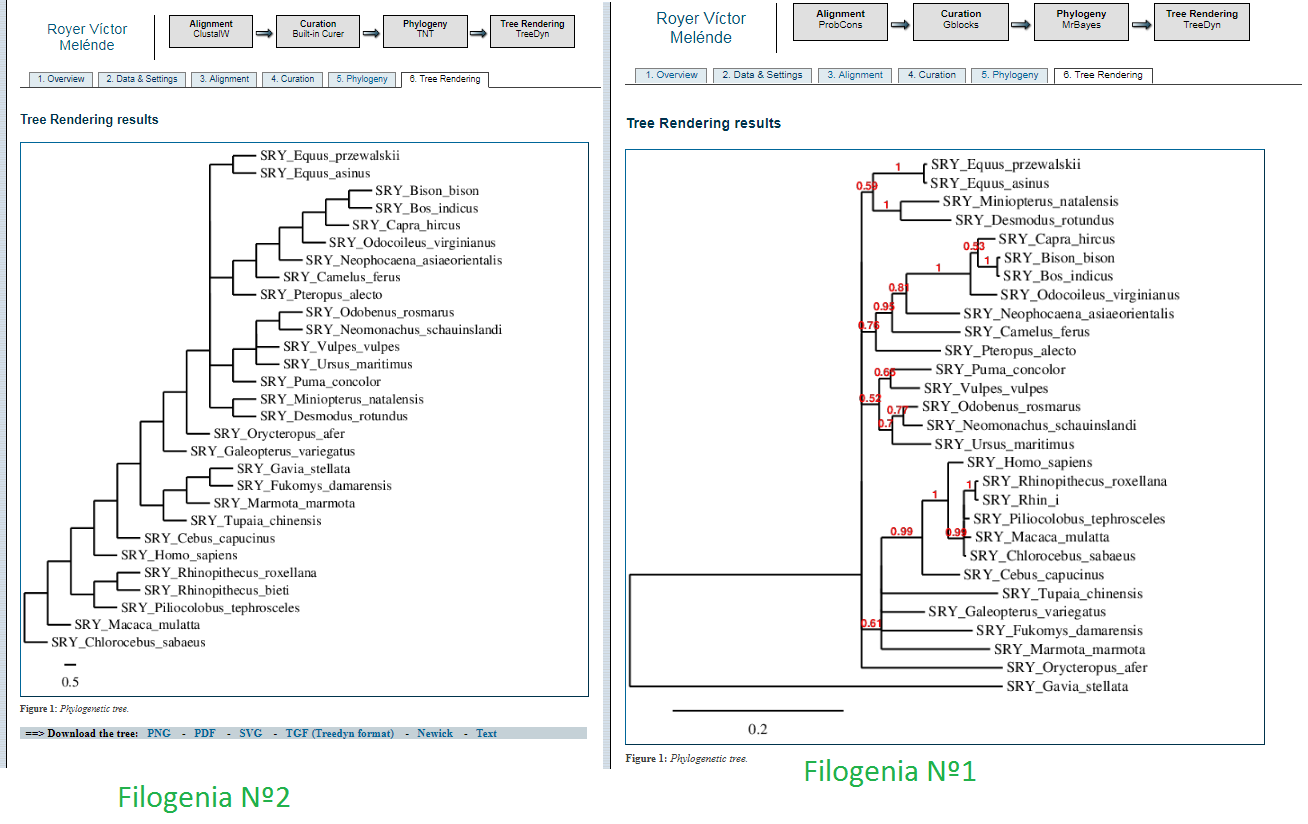 Royer Víctor
Melénde
Alignment
ClustalW
Curation
Built-in Curer
Phylogeny
TNT
Tree Rendering
TreeDyn
1. Overview
2. Data & Settings
3. Alignment
4. Curation
5. Phylogeny
6. Tree Rendering
Tree Rendering results
SRY_Equus_przewalskii
SRY_Equus_asinus
SRY_Bison_bison
SRY_Bos_indicus
SRY_Capra_hircus
SRY_Odocoileus_virginianus
SRY_Neophocaena_asiaeorientalis
SRY_Camelus_ferus
SRY_Pteropus_alecto
SRY_Odobenus_rosmarus
SRY_Neomonachus_schauinslandi
SRY_Vulpes_vulpes
SRY_Ursus_maritimus
SRY_Puma_concolor
SRY_Miniopterus_natalensis
SRY_Desmodus_rotundus
SRY_Orycteropus_afer
SRY_Galeopterus_variegatus
SRY_Gavia_stellata
SRY_Fukomys_damarensis
SRY_Marmota_marmota
SRY_Tupaia_chinensis
SRY_Cebus_capucinus
SRY_Homo_sapiens
SRY_Rhinopithecus_roxellana
SRY_Rhinopithecus_bieti
SRY_Piliocolobus_tephrosceles
SRY_Macaca_mulatta
SRY_Chlorocebus_sabaeus
0.5
Figure 1: Phylogenetic tree.
==> Download the tree: PNG - PDF - SVG - TGF (Treedyn format) - Newick - Text
Filogenia Nº2
Royer Víctor
Melénde
Alignment
ProbCons
Curation
Gblocks
Phylogeny
MrBayes
Tree Rendering
TreeDyn
1. Overview
2. Data & Settings
3. Alignment
4. Curation
5. Phylogeny
6. Tree Rendering
Tree Rendering results
1 SRY_Equus_przewalskii
0.59 SRY_Equus_asinus
1 SRY_Miniopterus_natalensis
SRY_Desmodus_rotundus
0.53 SRY_Capra_hircus
1 1 SRY_Bison_bison
SRY_Bos_indicus
0.81 SRY_Odocoileus_virginianus
0.95 SRY_Neophocaena_asiaeorientalis
0.76 SRY_Camelus_ferus
SRY_Pteropus_alecto
0.65 SRY_Puma_concolor
SRY_Vulpes_vulpes
0.52 0.77 SRY_Odobenus_rosmarus
0.7 SRY_Neomonachus_schauinslandi
SRY_Ursus_maritimus
SRY_Homo_sapiens
1 SRY_Rhinopithecus_roxellana
1 SRY_Rhin_i
SRY_Piliocolobus_tephrosceles
0.99 0.99 SRY_Macaca_mulatta
SRY_Chlorocebus_sabaeus
SRY_Cebus_capucinus
SRY_Tupaia_chinensis
SRY_Galeopterus_variegatus
0.61 SRY_Fukomys_damarensis
SRY_Marmota_marmota
SRY_Orycteropus_afer
SRY_Gavia_stellata
0.2
Figure 1: Phylogenetic tree.
Filogenia Nº1